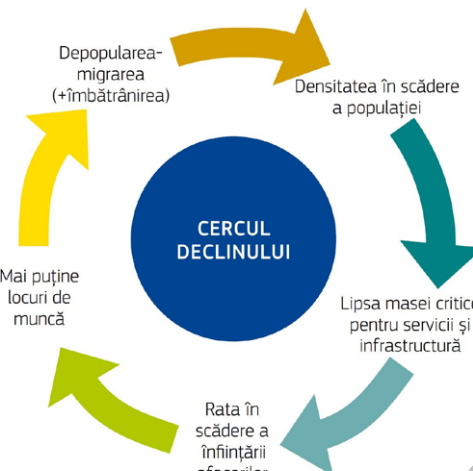 Depopularea-
migrarea
(+îmbătrânirea)
Densitatea în scădere
a populației
CERCUL
DECLINULUI
Mai puține
locuri de
muncă
Lipsa masei critice
pentru servicii și
infrastructură
Rata în
scădere a
înființării